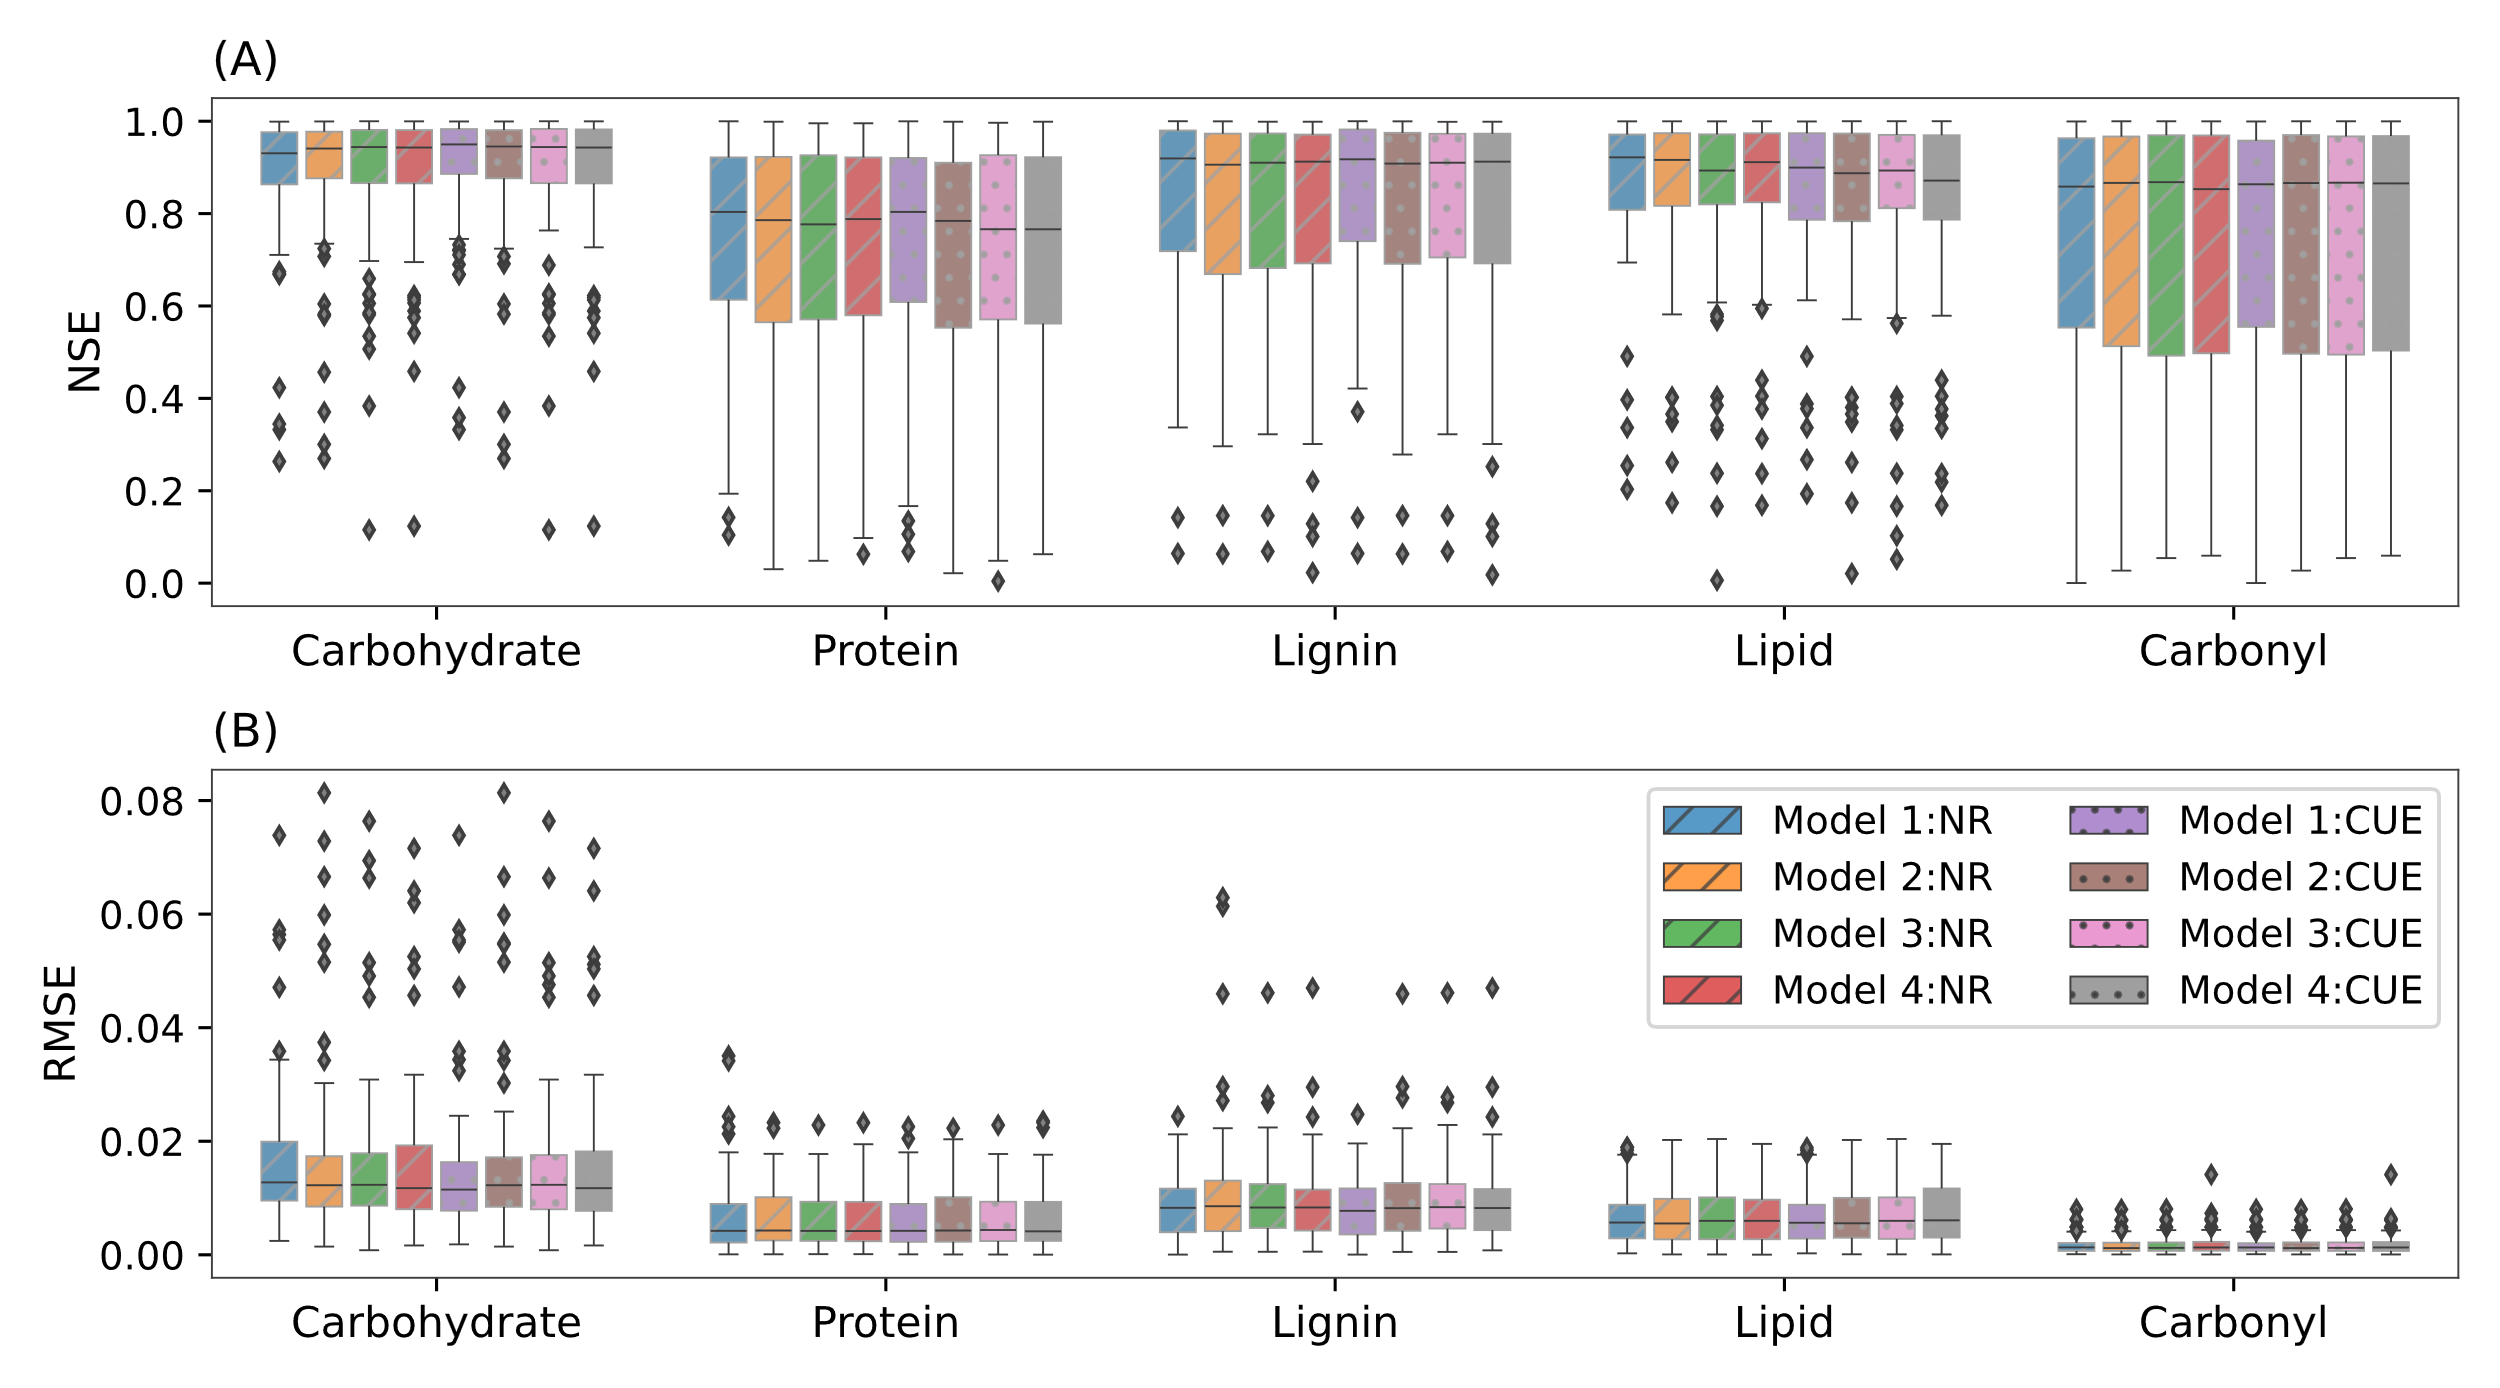 (A)
NSE
1.0
0.8
0.6
0.4
0.2
0.0
Carbohydrate Protein Lignin Lipid Carbonyl
(B)
RMSE
0.08
0.06
0.04
0.02
0.00
Model 1:NR Model 1:CUE
Model 2:NR Model 2:CUE
Model 3:NR Model 3:CUE
Model 4:NR Model 4:CUE
Carbohydrate Protein Lignin Lipid Carbonyl